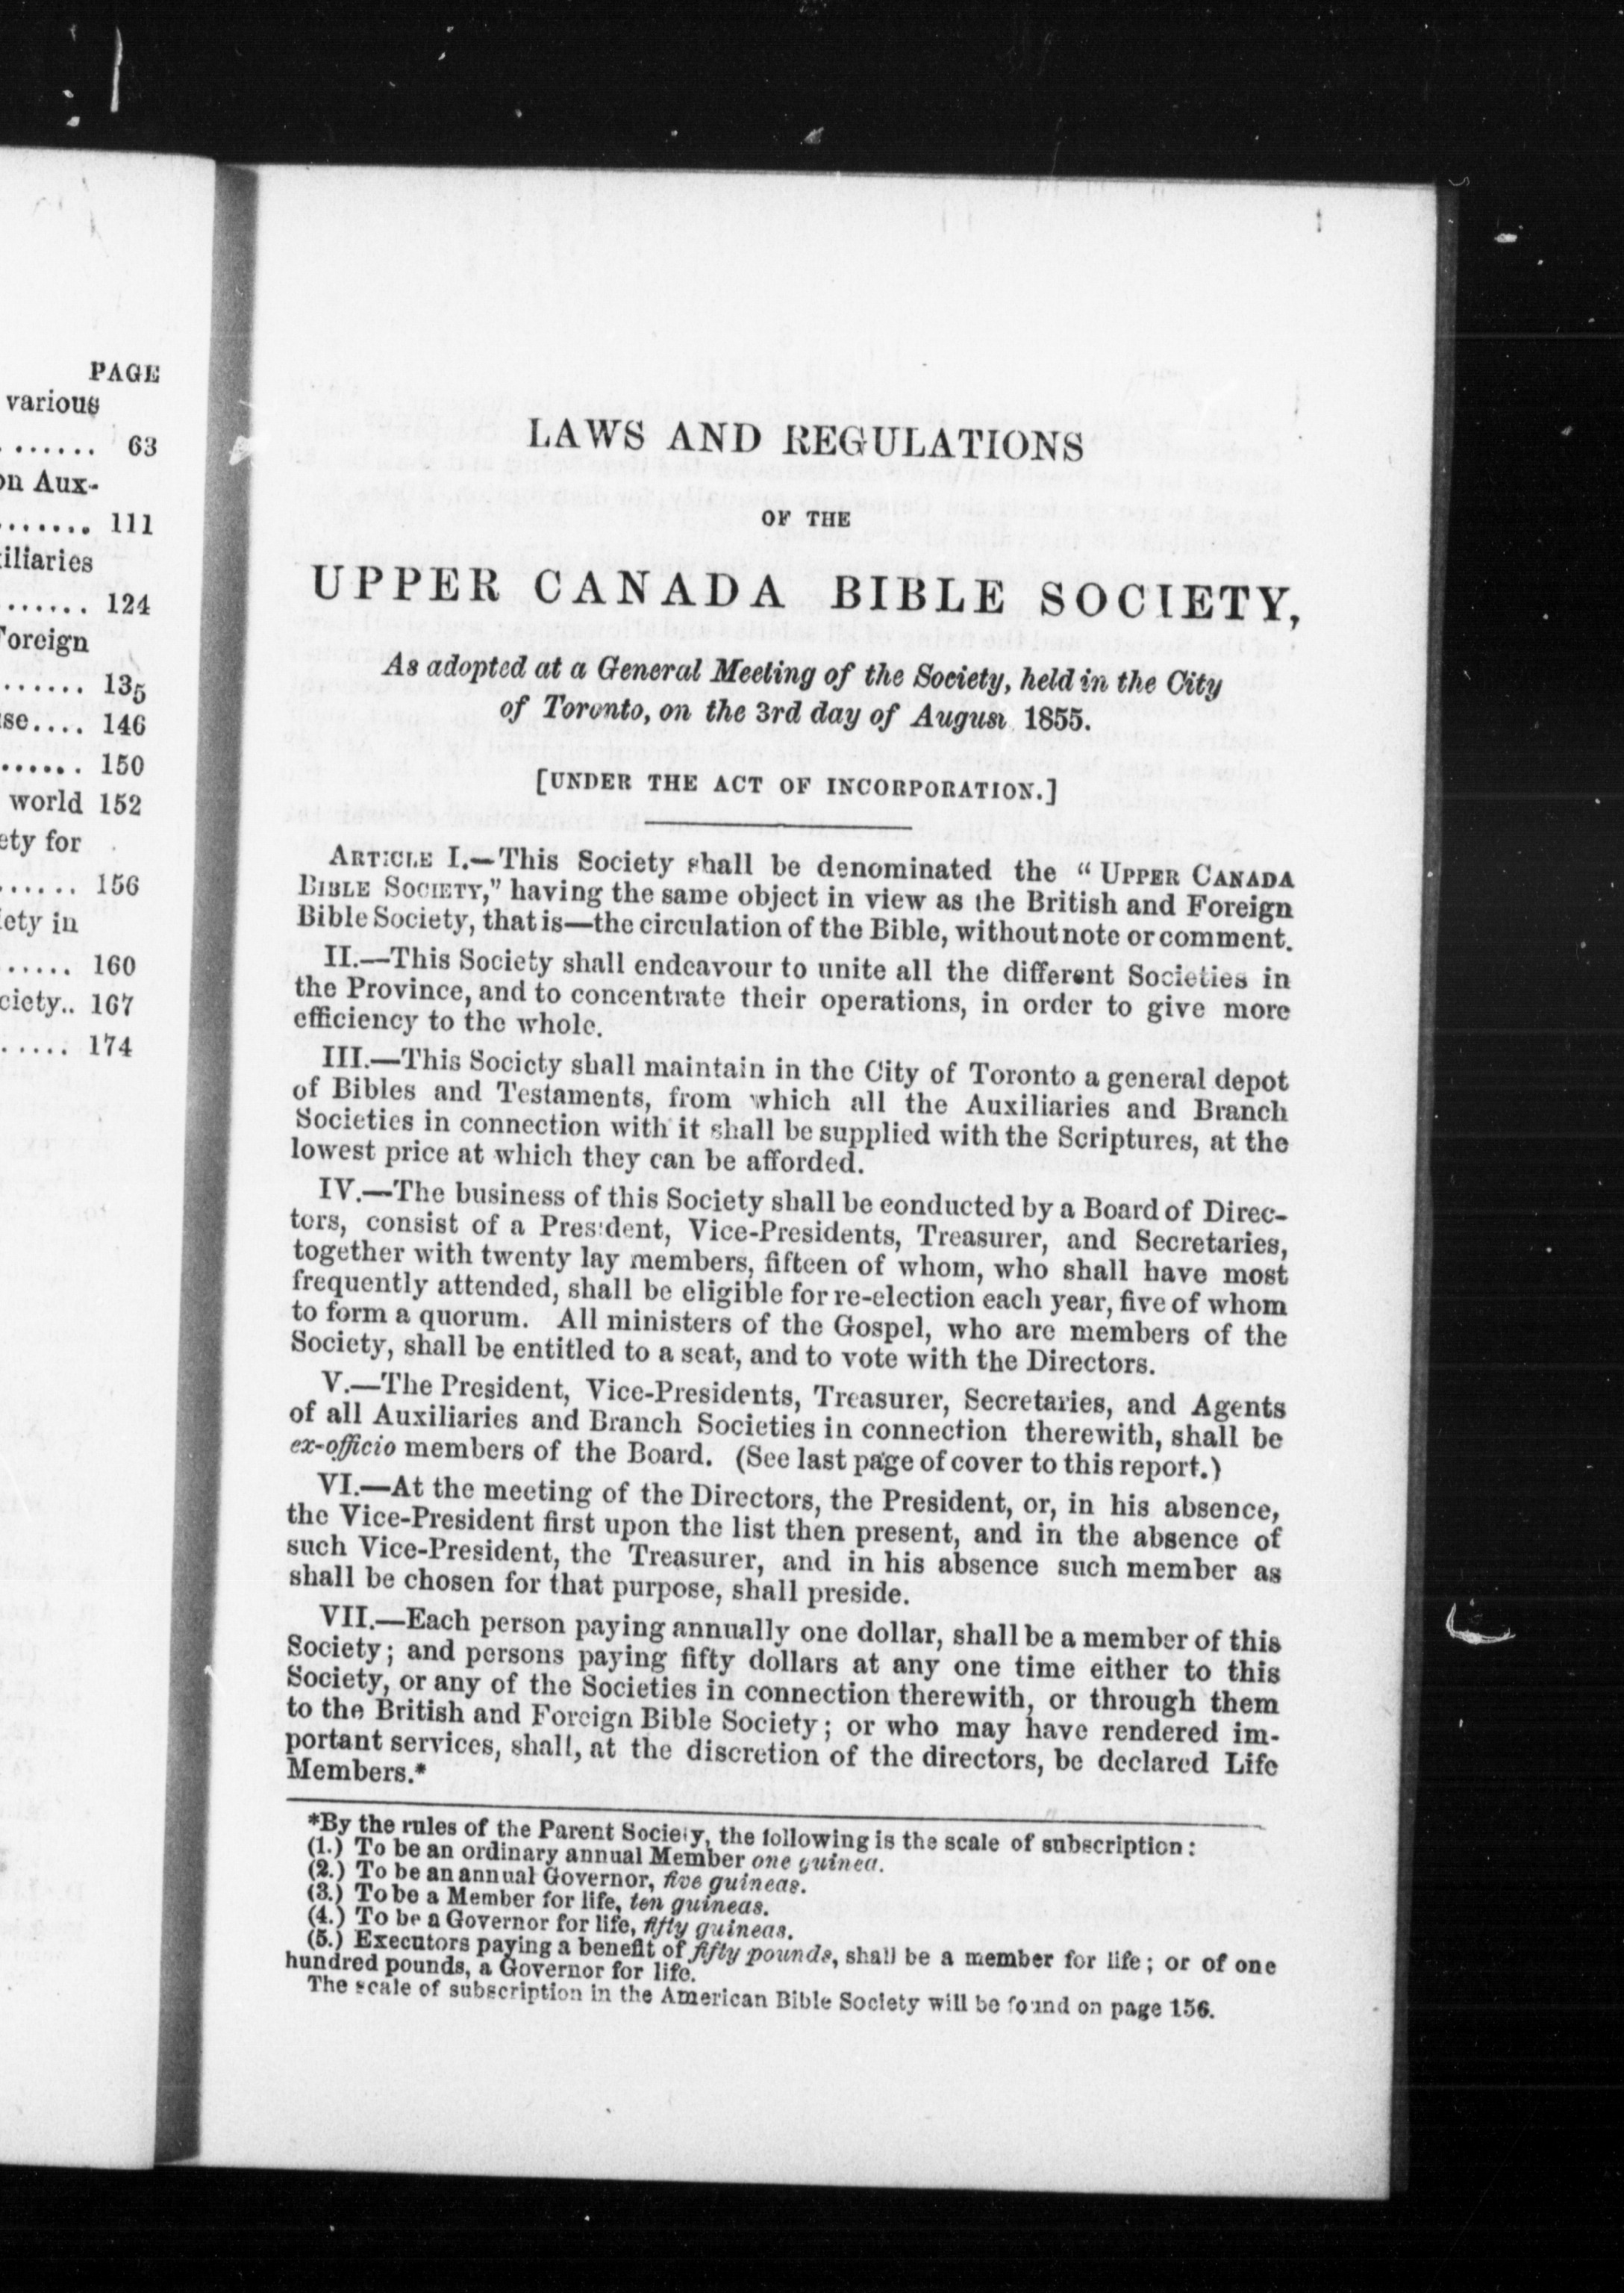 PAGE
various
...... 63
on Aux-
....... 111
iliaries
...... 124
Foreign
...... 135
se.... 146
...... 150
world 152
ety for
...... 156
iety in
...... 160
ciety.. 167
..... 174
LAWS AND REGULATIONS
OF THE
UPPER CANADA BIBLE SOCIETY,
As adopted at a General Meeting of the Society, held in the City
of Toronto, on the 3rd day of August 1855.
[UNDER THE ACT OF INCORPORATION.]
ARTICLE I.—This Society shall be denominated the “UPPER CANADA
BIBLE SOCIETY,” having the same object in view as the British and Foreign
Bible Society, that is—the circulation of the Bible, without note or comment.
II.—This Society shall endeavour to unite all the different Societies in
the Province, and to concentrate their operations, in order to give more
efficiency to the whole.
III.—This Society shall maintain in the City of Toronto a general depot
of Bibles and Testaments, from which all the Auxiliaries and Branch
Societies in connection with it shall be supplied with the Scriptures, at the
lowest price at which they can be afforded.
IV.—The business of this Society shall be conducted by a Board of Direc-
tors, consist of a President, Vice-Presidents, Treasurer, and Secretaries,
together with twenty lay members, fifteen of whom, who shall have most
frequently attended, shall be eligible for re-election each year, five of whom
to form a quorum. All ministers of the Gospel, who are members of the
Society, shall be entitled to a seat, and to vote with the Directors.
V.—The President, Vice-Presidents, Treasurer, Secretaries, and Agents
of all Auxiliaries and Branch Societies in connection therewith, shall be
ex-officio members of the Board. (See last page of cover to this report.)
VI.—At the meeting of the Directors, the President, or, in his absence,
the Vice-President first upon the list then present, and in the absence of
such Vice-President, the Treasurer, and in his absence such member as
shall be chosen for that purpose, shall preside.
VII.—Each person paying annually one dollar, shall be a member of this
Society; and persons paying fifty dollars at any one time either to this
Society, or any of the Societies in connection therewith, or through them
to the British and Foreign Bible Society; or who may have rendered im-
portant services, shall, at the discretion of the directors, be declared Life
Members.*
*By the rules of the Parent Society, the following is the scale of subscription:
(1.) To be an ordinary annual Member one guinea.
(2.) To be an annual Governor, five guineas.
(3.) To be a Member for life, ten guineas.
(4.) To be a Governor for life, fifty guineas.
(5.) Executors paying a benefit of fifty pounds, shall be a member for life; or of one
hundred pounds, a Governor for life.
The scale of subscription in the American Bible Society will be found on page 156.